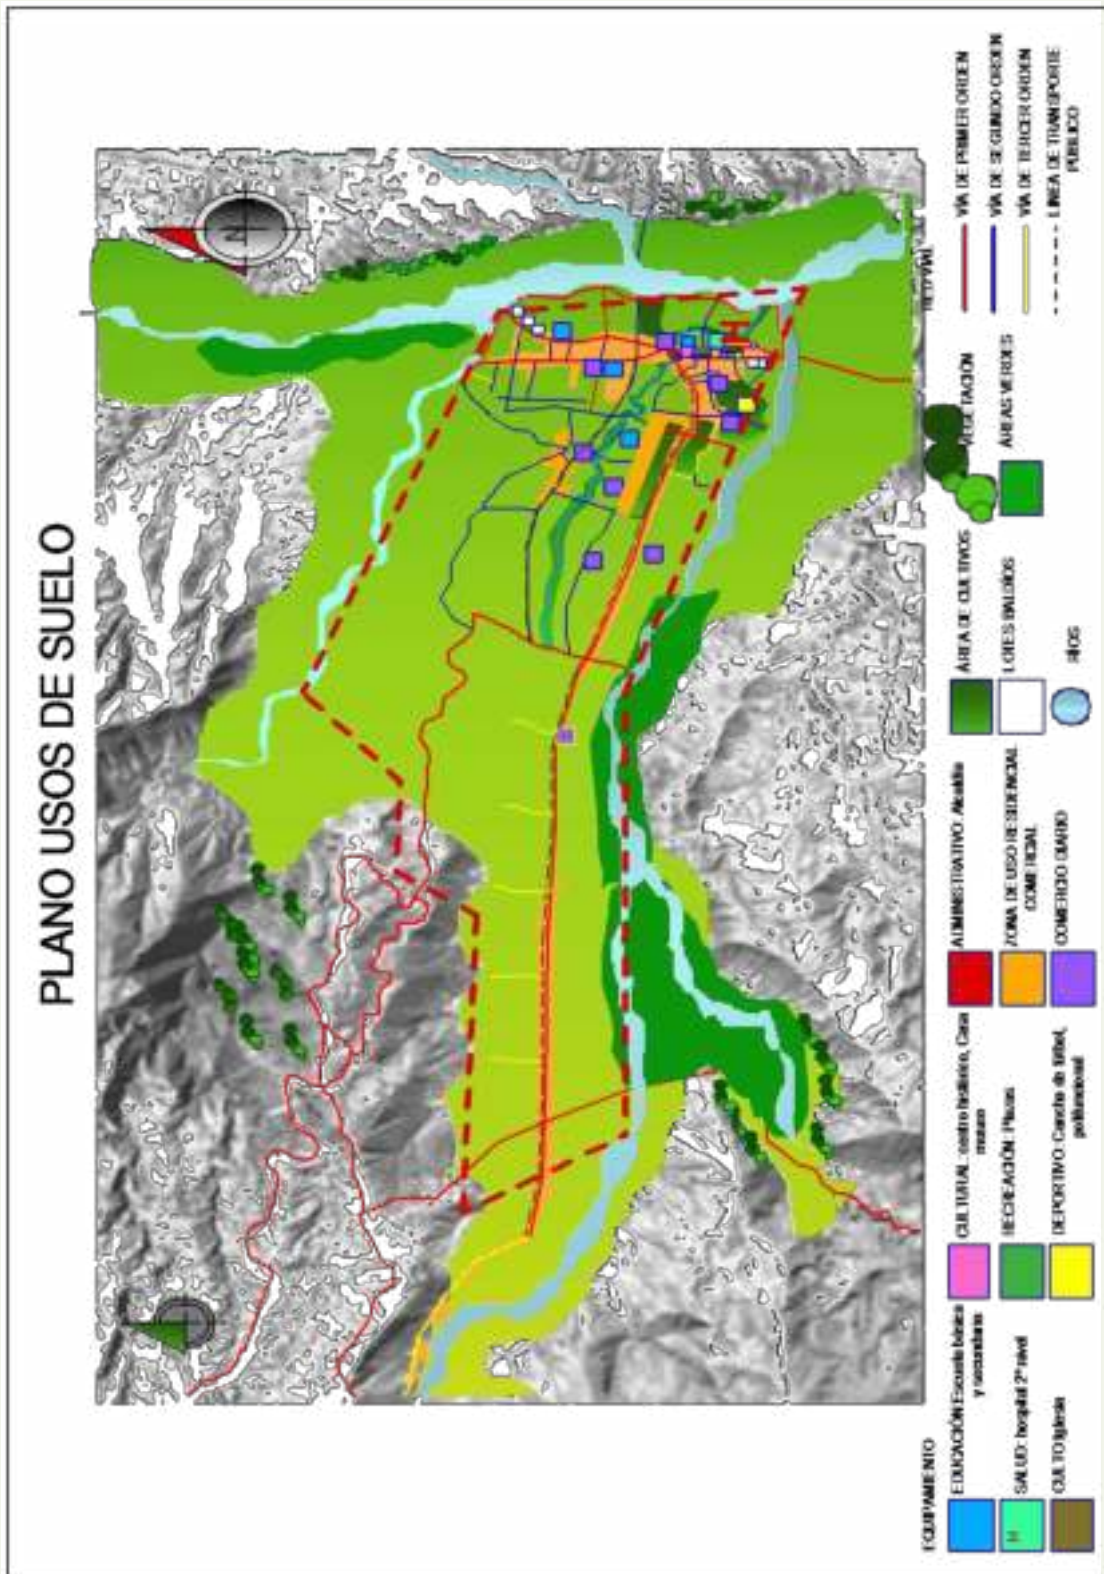 PLANO USOS DE SUELO
N
H
RED VIAL
EQUIPAMIENTO
EDUCACIÓN Escuela básica
y secundaria
SALUD: hospital 2º nivel
H
CULTO Iglesia
CULTURAL: centro histórico, Casa
museo
RECREACIÓN: Plazas
DEPORTIVO: Cancha de fútbol,
polifuncional
ADMINISTRATIVO: Alcaldía
ZONA DE USO RESIDENCIAL
COMERCIAL
COMERCIO DIARIO
ÁREA DE CULTIVOS
LOTES BALDÍOS
RÍOS
VEGETACIÓN
ÁREAS VERDES
VÍA DE PRIMER ORDEN
VÍA DE SEGUNDO ORDEN
VÍA DE TERCER ORDEN
LINEA DE TRANSPORTE
PÚBLICO